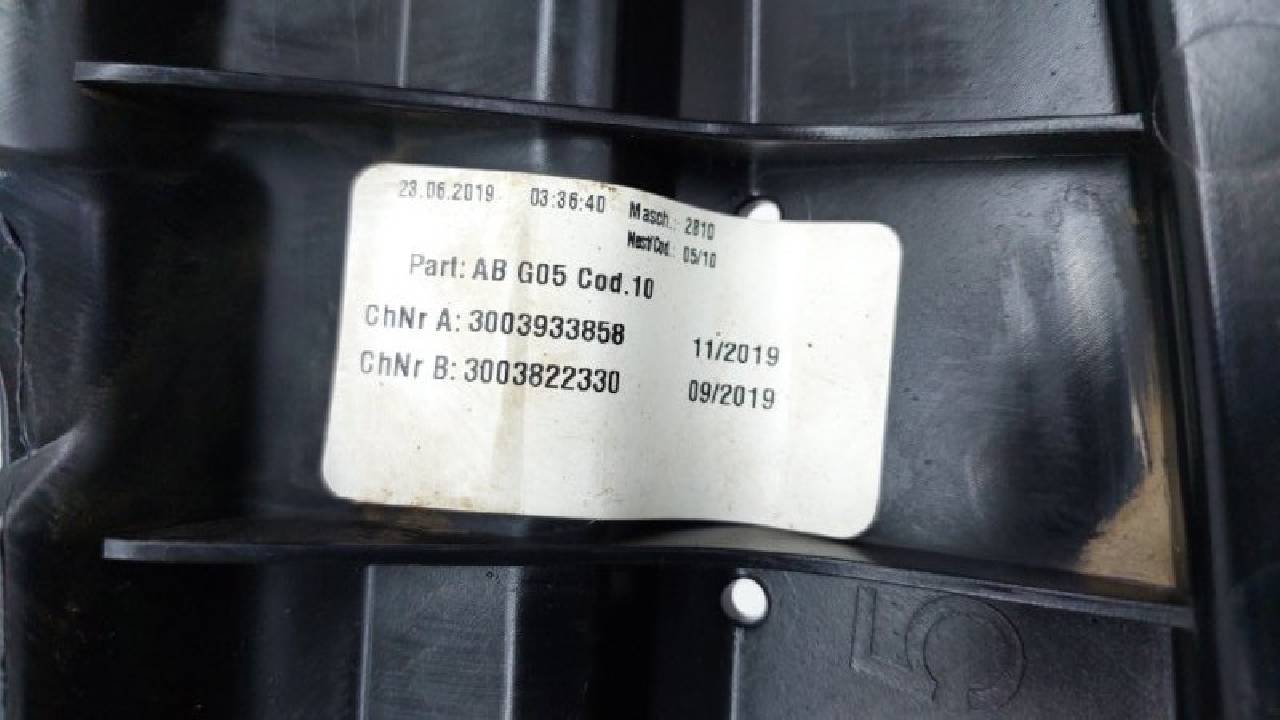 23.06.2019 03:36:40 Masch.: 2810
Nest/Cod.: 05/10
Part: AB G05 Cod.10
ChNr A: 3003933858 11/2019
ChNr B: 3003822330 09/2019